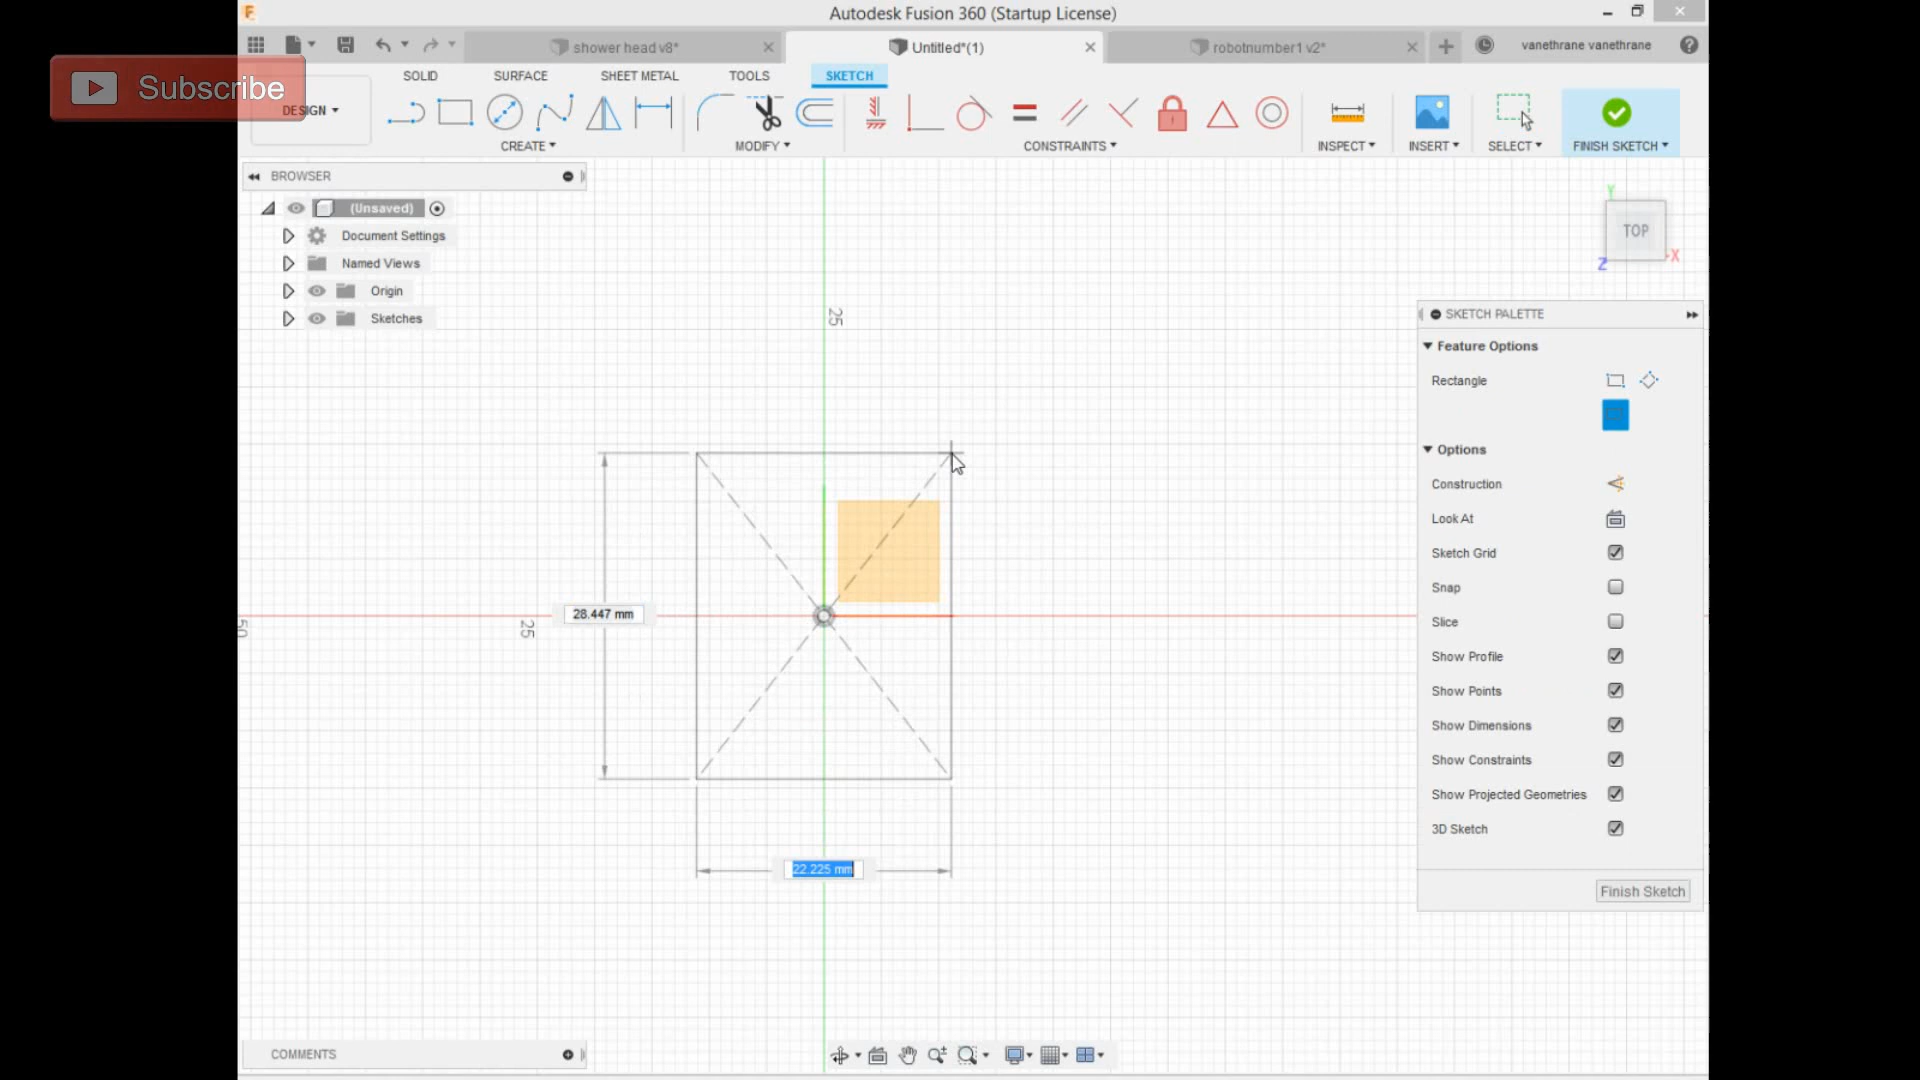 Autodesk Fusion 360 (Startup License)
shower head v8*
Untitled*(1)
robotnumber1 v2*
vanethrane vanethrane
Subscribe
SOLID
SURFACE
SHEET METAL
TOOLS
SKETCH
DESIGN
CREATE
MODIFY
CONSTRAINTS
INSPECT
INSERT
SELECT
FINISH SKETCH
BROWSER
(Unsaved)
Document Settings
Named Views
Origin
Sketches
Y
TOP
X
Z
25
50
25
28.447 mm
22.225 mm
SKETCH PALETTE
Feature Options
Rectangle
Options
Construction
Look At
Sketch Grid
Snap
Slice
Show Profile
Show Points
Show Dimensions
Show Constraints
Show Projected Geometries
3D Sketch
Finish Sketch
COMMENTS